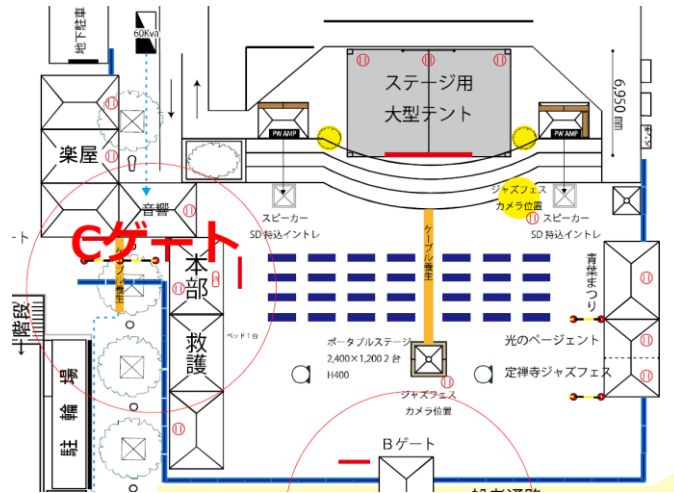 地下駐車
60Kva
ステージ用
大型テント
6,950 mm
PW AMP
PW AMP
楽屋
音響
スピーカー
SD 持込イントレ
ジャズフェス
カメラ位置
スピーカー
SD 持込イントレ
Cゲート
ケーブル養生
ケーブル養生
本部
救護
ベッド1台
青葉まつり
光のページェント
定禅寺ジャズフェス
ポータブルステージ
2,400×1,200 2 台
H400
ジャズフェス
カメラ位置
階段
駐輪場
Bゲート